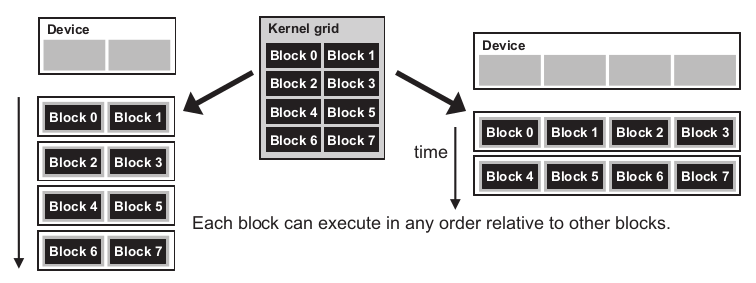 Device
Block 0 Block 1
Block 2 Block 3
Block 4 Block 5
Block 6 Block 7
Kernel grid
Block 0 Block 1
Block 2 Block 3
Block 4 Block 5
Block 6 Block 7
Device
Block 0 Block 1 Block 2 Block 3
Block 4 Block 5 Block 6 Block 7
time
Each block can execute in any order relative to other blocks.